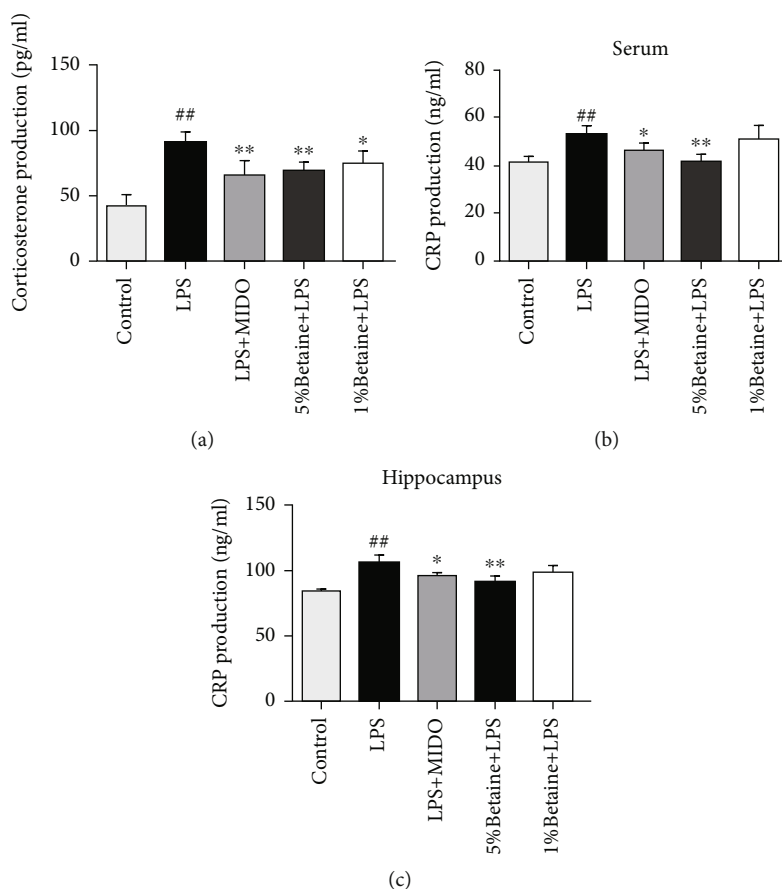 Corticosterone production (pg/ml)
150
100
50
0
##
**
**
*
Control
LPS
LPS+MIDO
5%Betaine+LPS
1%Betaine+LPS
(a)
Serum
CRP production (ng/ml)
80
60
40
20
0
##
*
**
Control
LPS
LPS+MIDO
5%Betaine+LPS
1%Betaine+LPS
(b)
Hippocampus
CRP production (ng/ml)
150
100
50
0
##
*
**
Control
LPS
LPS+MIDO
5%Betaine+LPS
1%Betaine+LPS
(c)